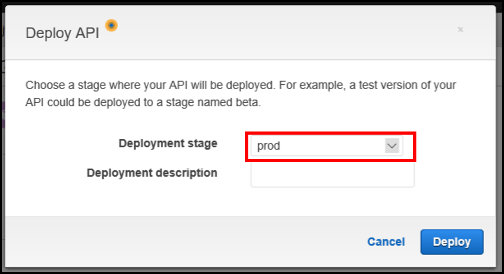 Deploy API
Choose a stage where your API will be deployed. For example, a test version of your
API could be deployed to a stage named beta.
Deployment stage prod
Deployment description
Cancel Deploy